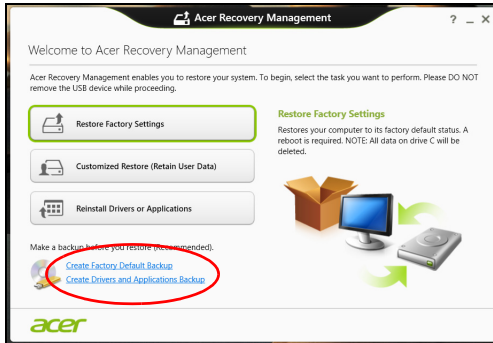 Acer Recovery Management
Welcome to Acer Recovery Management
Acer Recovery Management enables you to restore your system. To begin, select the task you want to perform. Please DO NOT
remove the USB device while proceeding.
Restore Factory Settings
Customized Restore (Retain User Data)
Reinstall Drivers or Applications
Restore Factory Settings
Restores your computer to its factory default status. A
reboot is required. NOTE: All data on drive C will be
deleted.
Make a backup before you restore (Recommended).
Create Factory Default Backup
Create Drivers and Applications Backup
acer